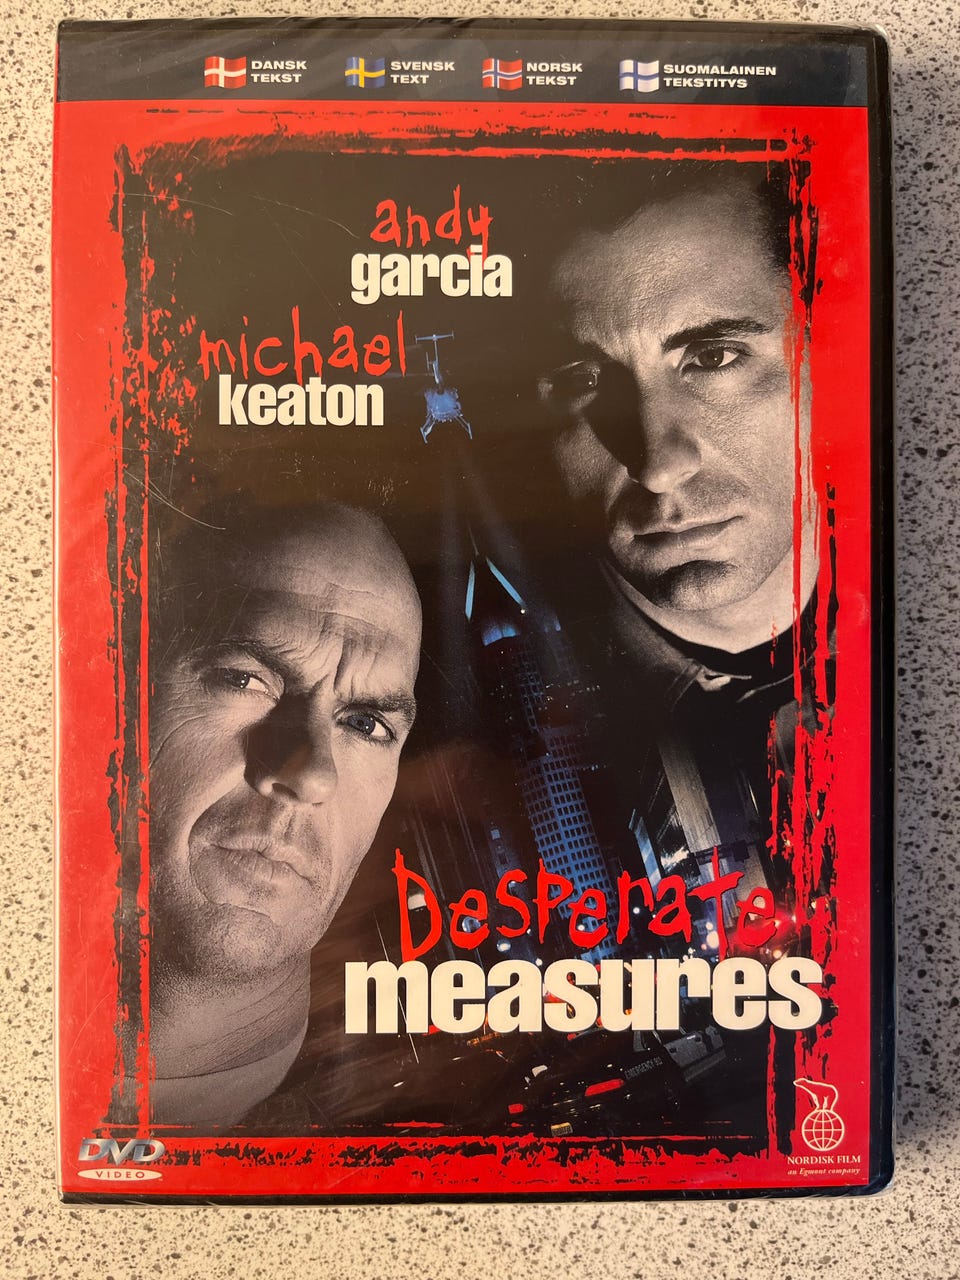 DANSK
TEKST
SVENSK
TEXT
NORSK
TEKST
SUOMALAINEN
TEKSTITYS
andy
garcia
michael
keaton
Desperate
measures
EMERGENCY
DVD
VIDEO
NORDISK FILM
an Egmont company